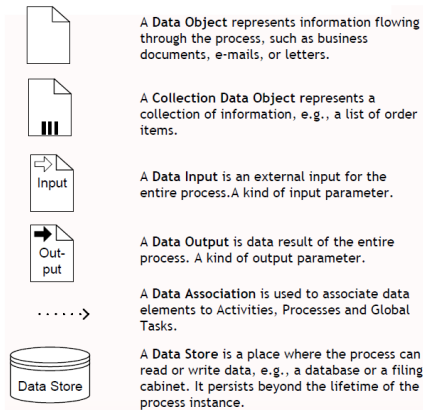 A Data Object represents information flowing
through the process, such as business
documents, e-mails, or letters.
A Collection Data Object represents a
collection of information, e.g., a list of order
items.
Input
A Data Input is an external input for the
entire process.A kind of input parameter.
Out-
put
A Data Output is data result of the entire
process. A kind of output parameter.
A Data Association is used to associate data
elements to Activities, Processes and Global
Tasks.
Data Store
A Data Store is a place where the process can
read or write data, e.g., a database or a filing
cabinet. It persists beyond the lifetime of the
process instance.